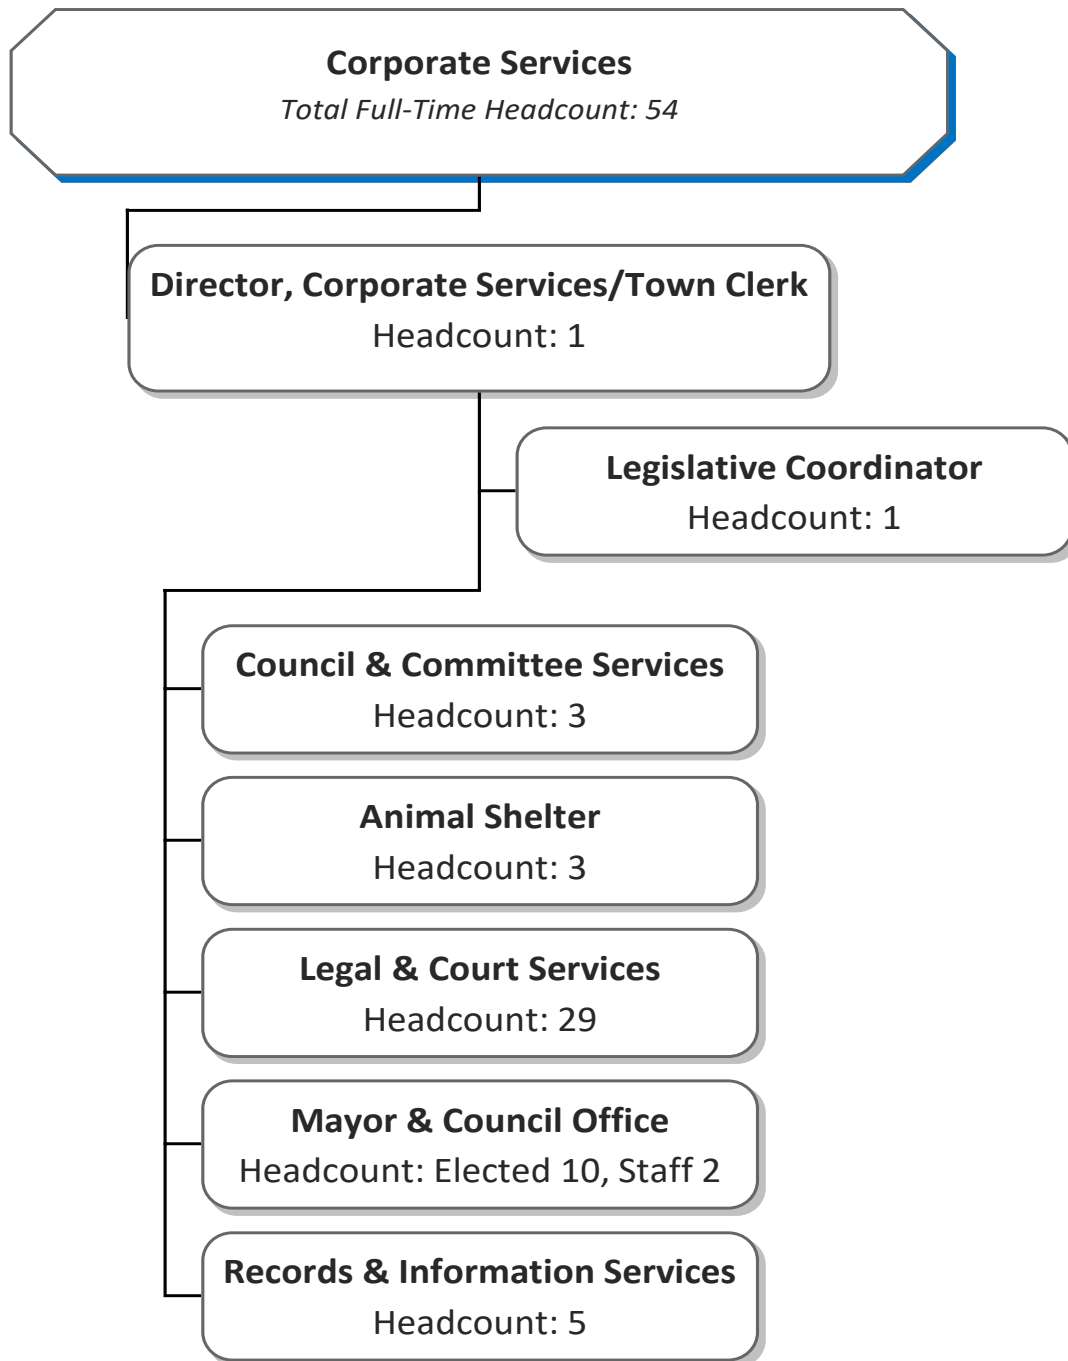 Corporate Services
Total Full-Time Headcount: 54
Director, Corporate Services/Town Clerk
Headcount: 1
Legislative Coordinator
Headcount: 1
Council & Committee Services
Headcount: 3
Animal Shelter
Headcount: 3
Legal & Court Services
Headcount: 29
Mayor & Council Office
Headcount: Elected 10, Staff 2
Records & Information Services
Headcount: 5